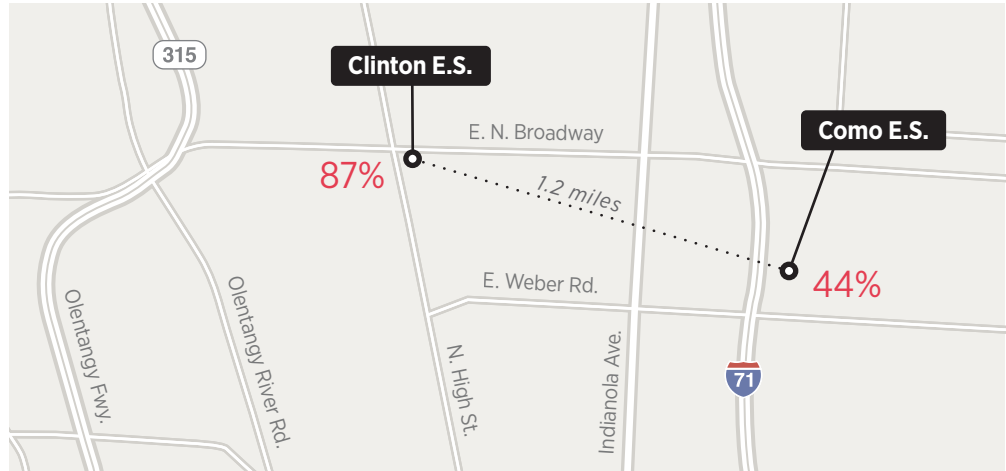 315
Clinton E.S.
Como E.S.
E. N. Broadway
87%
1.2 miles
44%
E. Weber Rd.
Olentangy Fwy.
Olentangy River Rd.
N. High St.
Indianola Ave.
71